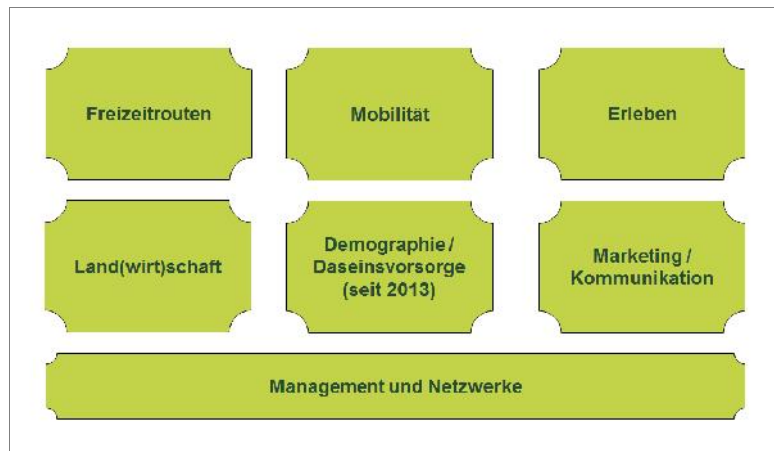 Freizeitrouten
Mobilität
Erleben
Land(wirt)schaft
Demographie /
Daseinsvorsorge
(seit 2013)
Marketing /
Kommunikation
Management und Netzwerke